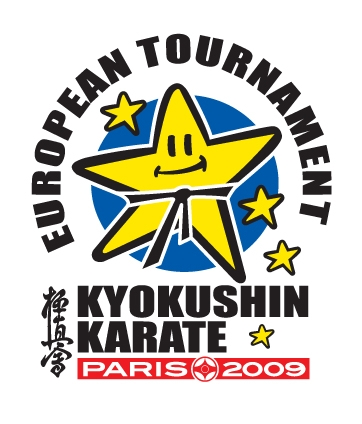 EUROPEAN TOURNAMENT
極真會
KYOKUSHIN
KARATE
PARIS 2009